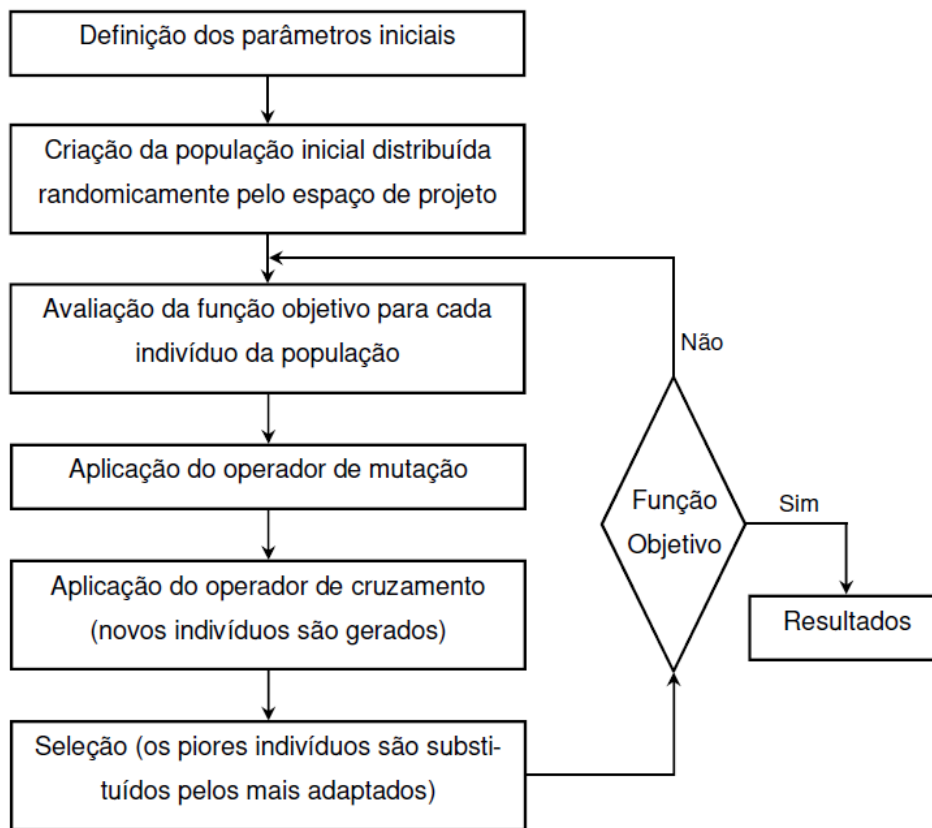 Definição dos parâmetros iniciais
Criação da população inicial distribuída
randomicamente pelo espaço de projeto
Avaliação da função objetivo para cada
indivíduo da população
Aplicação do operador de mutação
Aplicação do operador de cruzamento
(novos indivíduos são gerados)
Seleção (os piores indivíduos são substi-
tuídos pelos mais adaptados)
Função
Objetivo
Não
Sim
Resultados